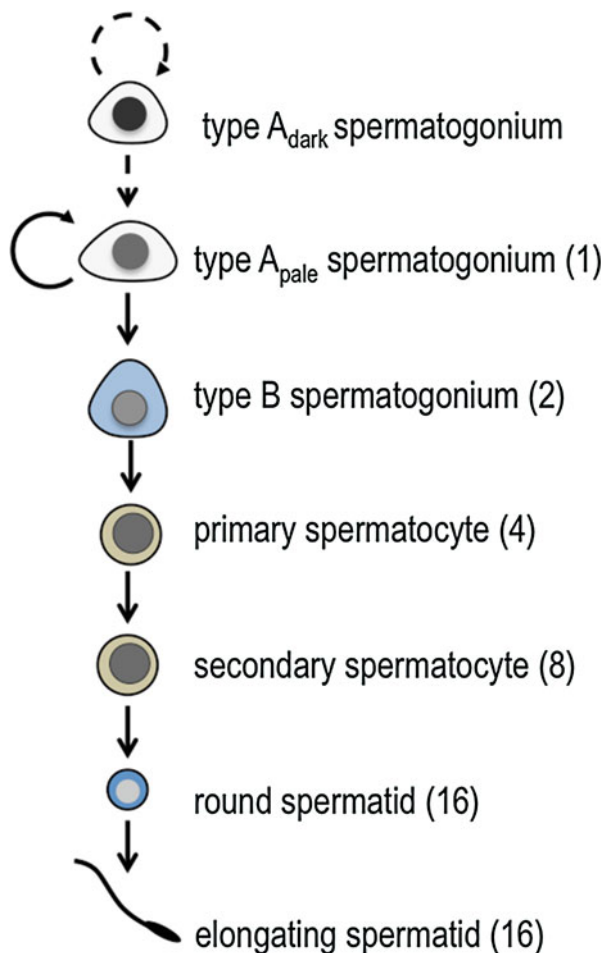 type Adark spermatogonium
type Apale spermatogonium (1)
type B spermatogonium (2)
primary spermatocyte (4)
secondary spermatocyte (8)
round spermatid (16)
elongating spermatid (16)